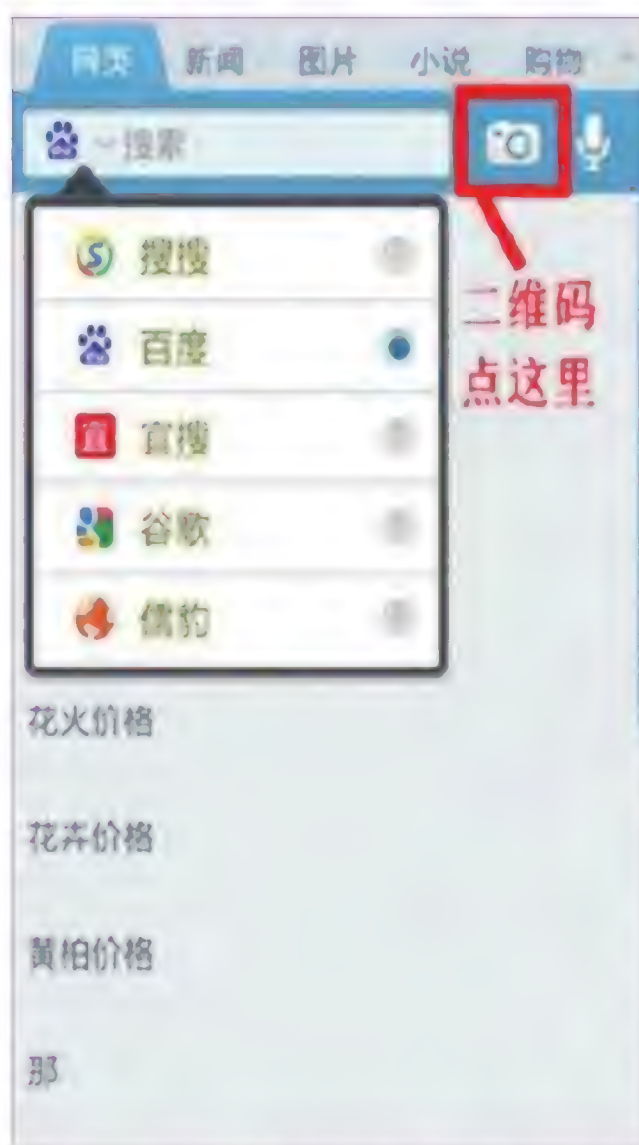 网类 新闻 图片 小说 购物
搜索
搜搜
百度
宜搜
谷歌
儒豹
二维码
点这里
花火价格
花卉价格
黄柏价格
那